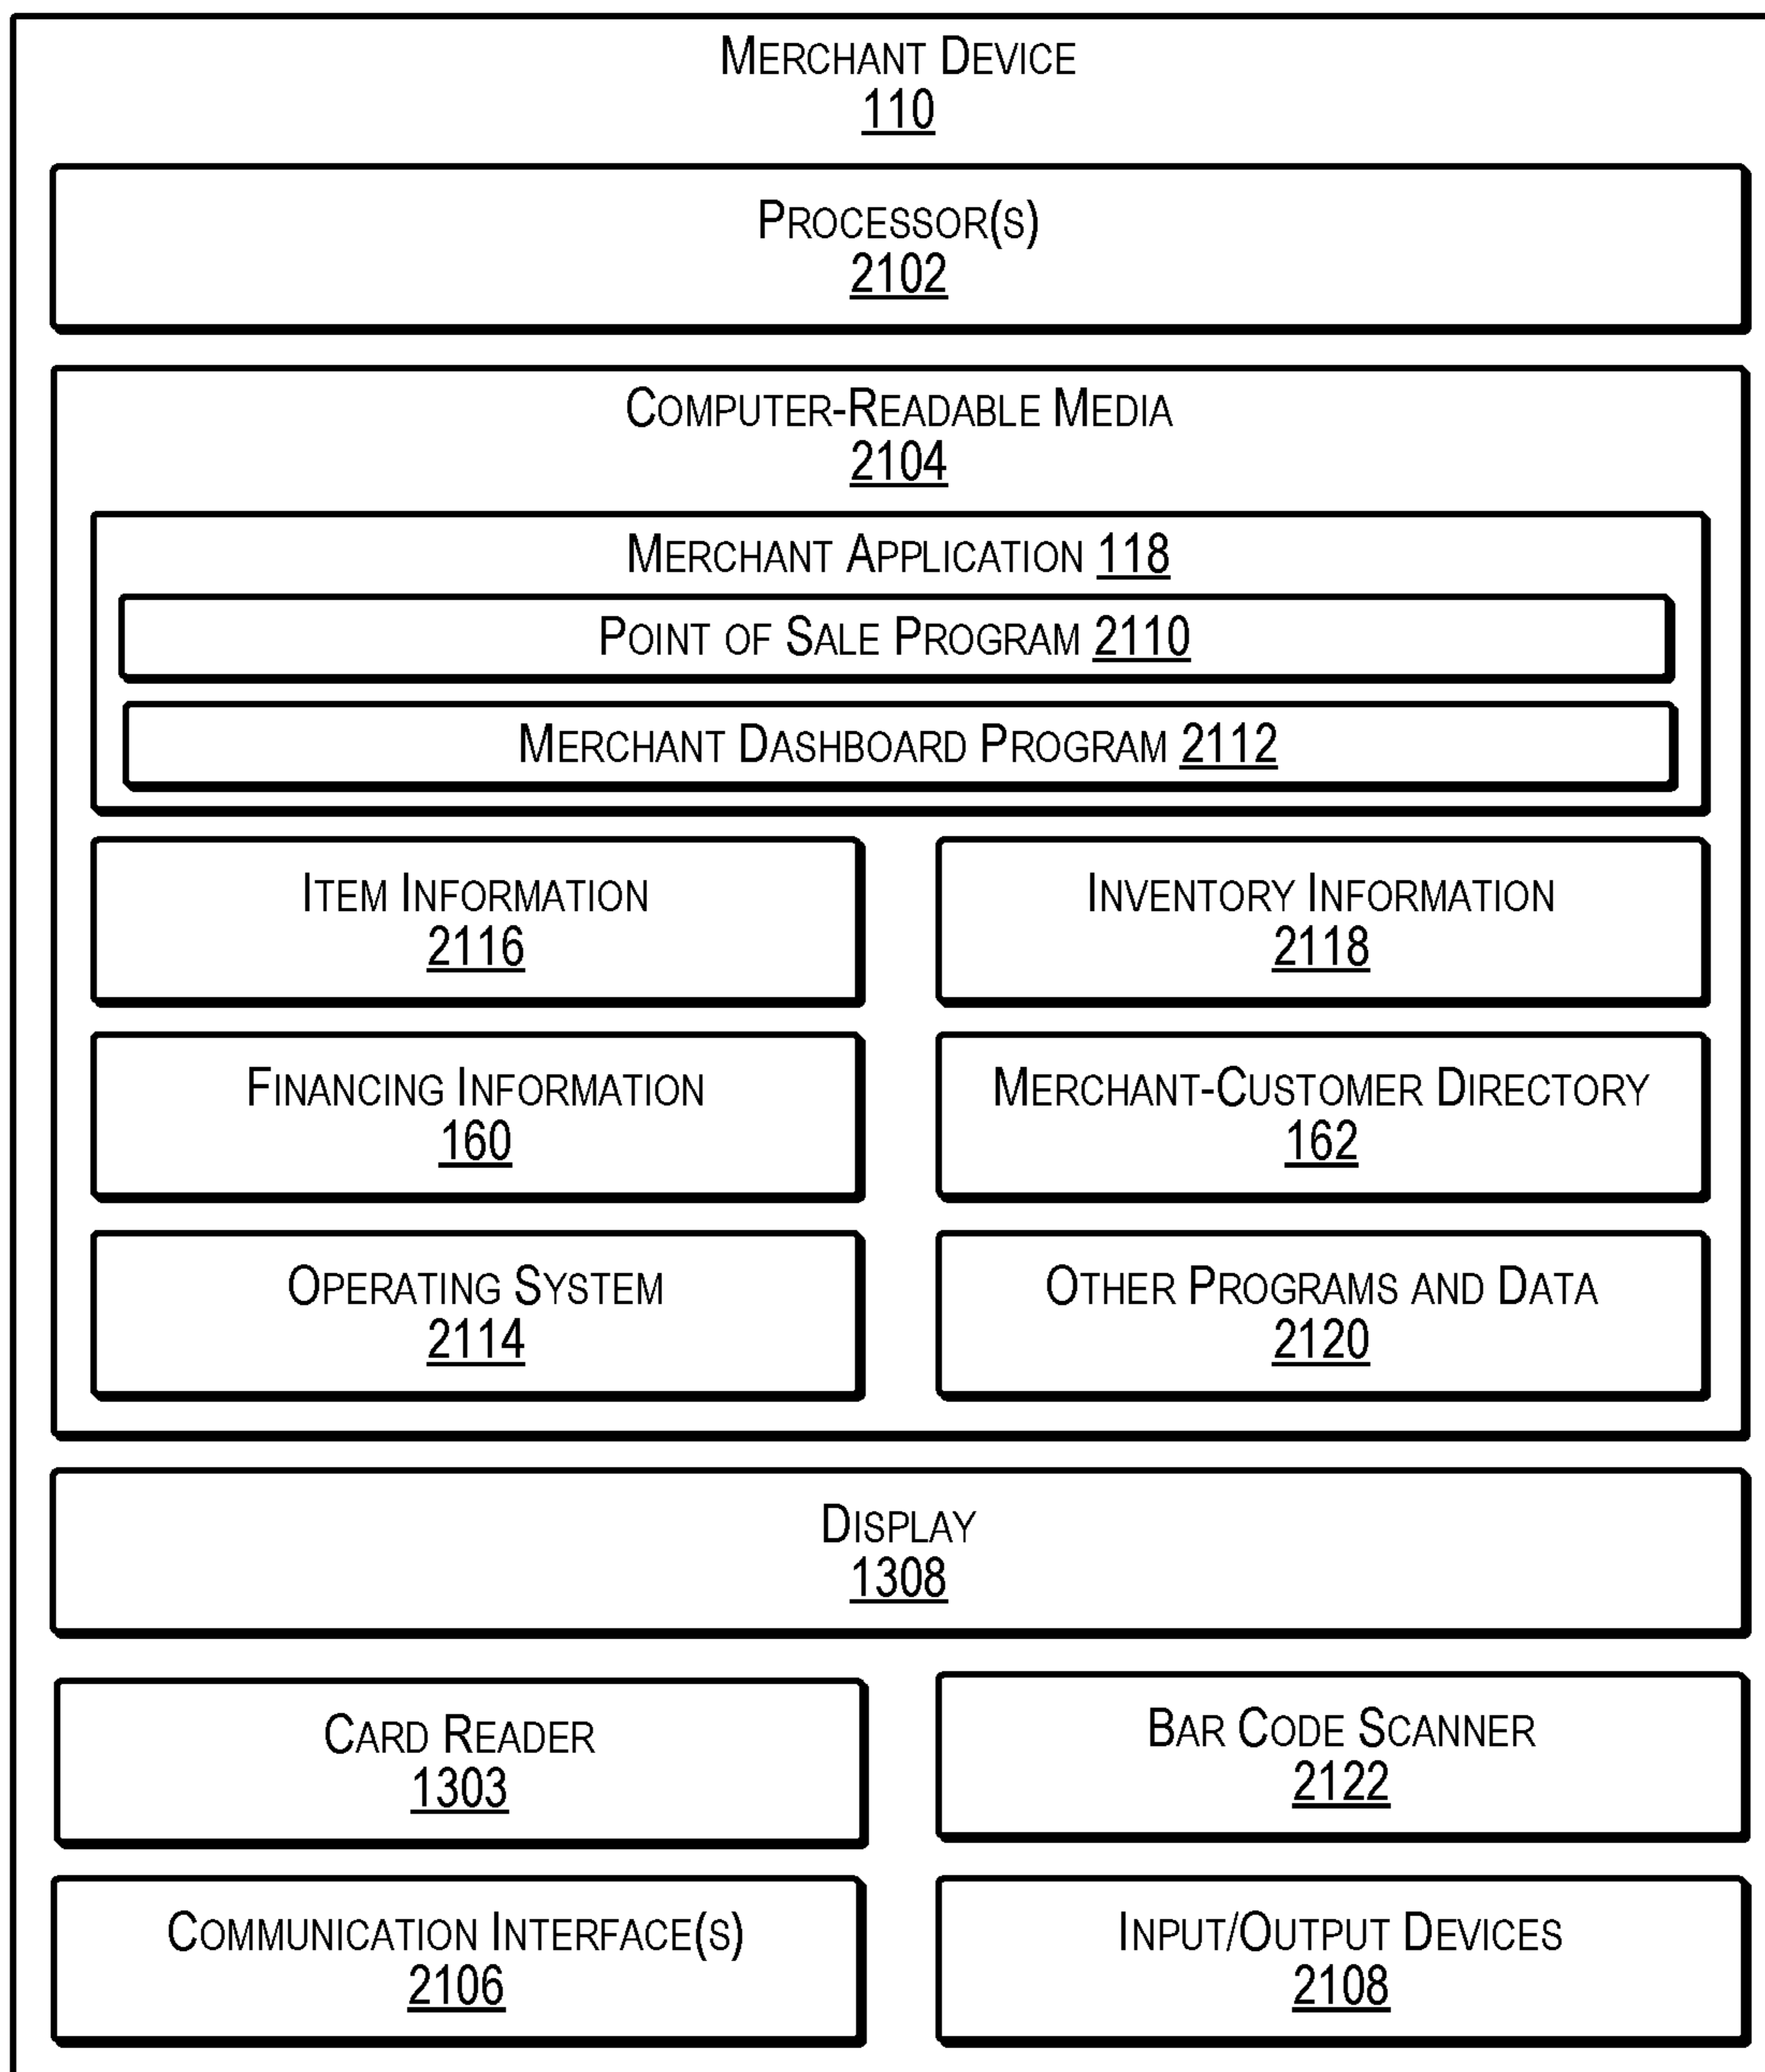 MERCHANT DEVICE
110
PROCESSOR(S)
2102
COMPUTER-READABLE MEDIA
2104
MERCHANT APPLICATION 118
POINT OF SALE PROGRAM 2110
MERCHANT DASHBOARD PROGRAM 2112
ITEM INFORMATION
2116
INVENTORY INFORMATION
2118
FINANCING INFORMATION
160
MERCHANT-CUSTOMER DIRECTORY
162
OPERATING SYSTEM
2114
OTHER PROGRAMS AND DATA
2120
DISPLAY
1308
CARD READER
1303
BAR CODE SCANNER
2122
COMMUNICATION INTERFACE(S)
2106
INPUT/OUTPUT DEVICES
2108